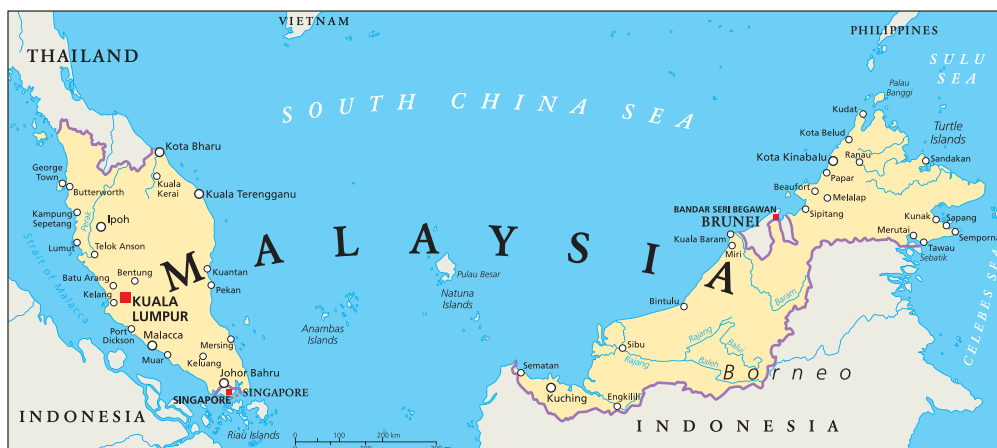 VIETNAM
PHILIPPINES
THAILAND
SULU
SEA
SOUTH CHINA SEA
Palau
Banggi
Kudat
Turtle
Islands
Kota Belud
Kota Bharu
Kota Kinabalu
Ranau
Sandakan
George
Town
Butterworth
Kuala
Kerai
Kuala Terengganu
Papar
Beaufort
Melalap
Sipitang
Kampung
Sepetang
Perak
Ipoh
BANDAR SERI BEGAWAN
BRUNEI
Kunak
Sapang
Semporna
Merutai
Tawau
Sebatik
Lumut
Telok Anson
Kuala Baram
Miri
MALAYSIA
Strait of Malacca
Batu Arang
Bentung
Kuantan
Pekan
Kelang
KUALA
LUMPUR
Pulau Besar
Natuna
Islands
Anambas
Islands
Bintulu
Baram
CELEBES SEA
Port
Dickson
Malacca
Mersing
Muar
Keluang
Sibu
Rajang
Rajang
Balui
Baleh
Borneo
Sematan
Kuching
Engkilili
Johor Bahru
SINGAPORE
SINGAPORE
INDONESIA
INDONESIA
Riau Islands
0
100
200 km